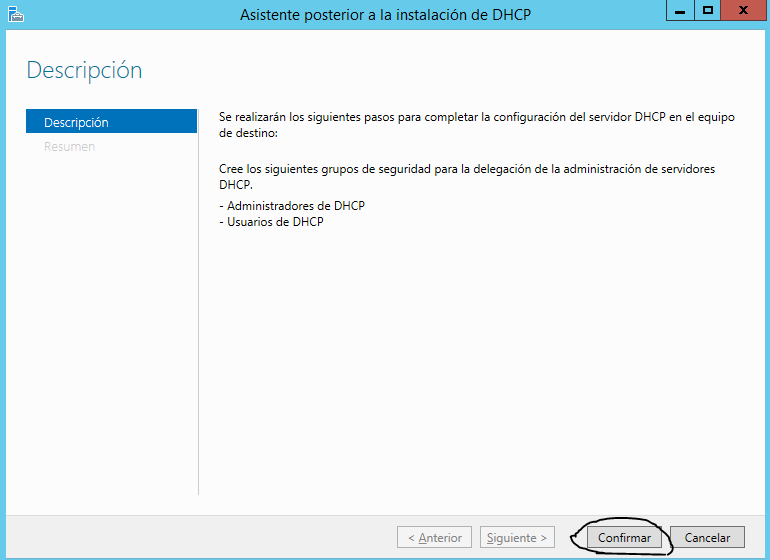 Asistente posterior a la instalación de DHCP
Descripción
Descripción
Resumen
Se realizarán los siguientes pasos para completar la configuración del servidor DHCP en el equipo
de destino:
Cree los siguientes grupos de seguridad para la delegación de la administración de servidores
DHCP.
- Administradores de DHCP
- Usuarios de DHCP
< Anterior
Siguiente >
Confirmar
Cancelar